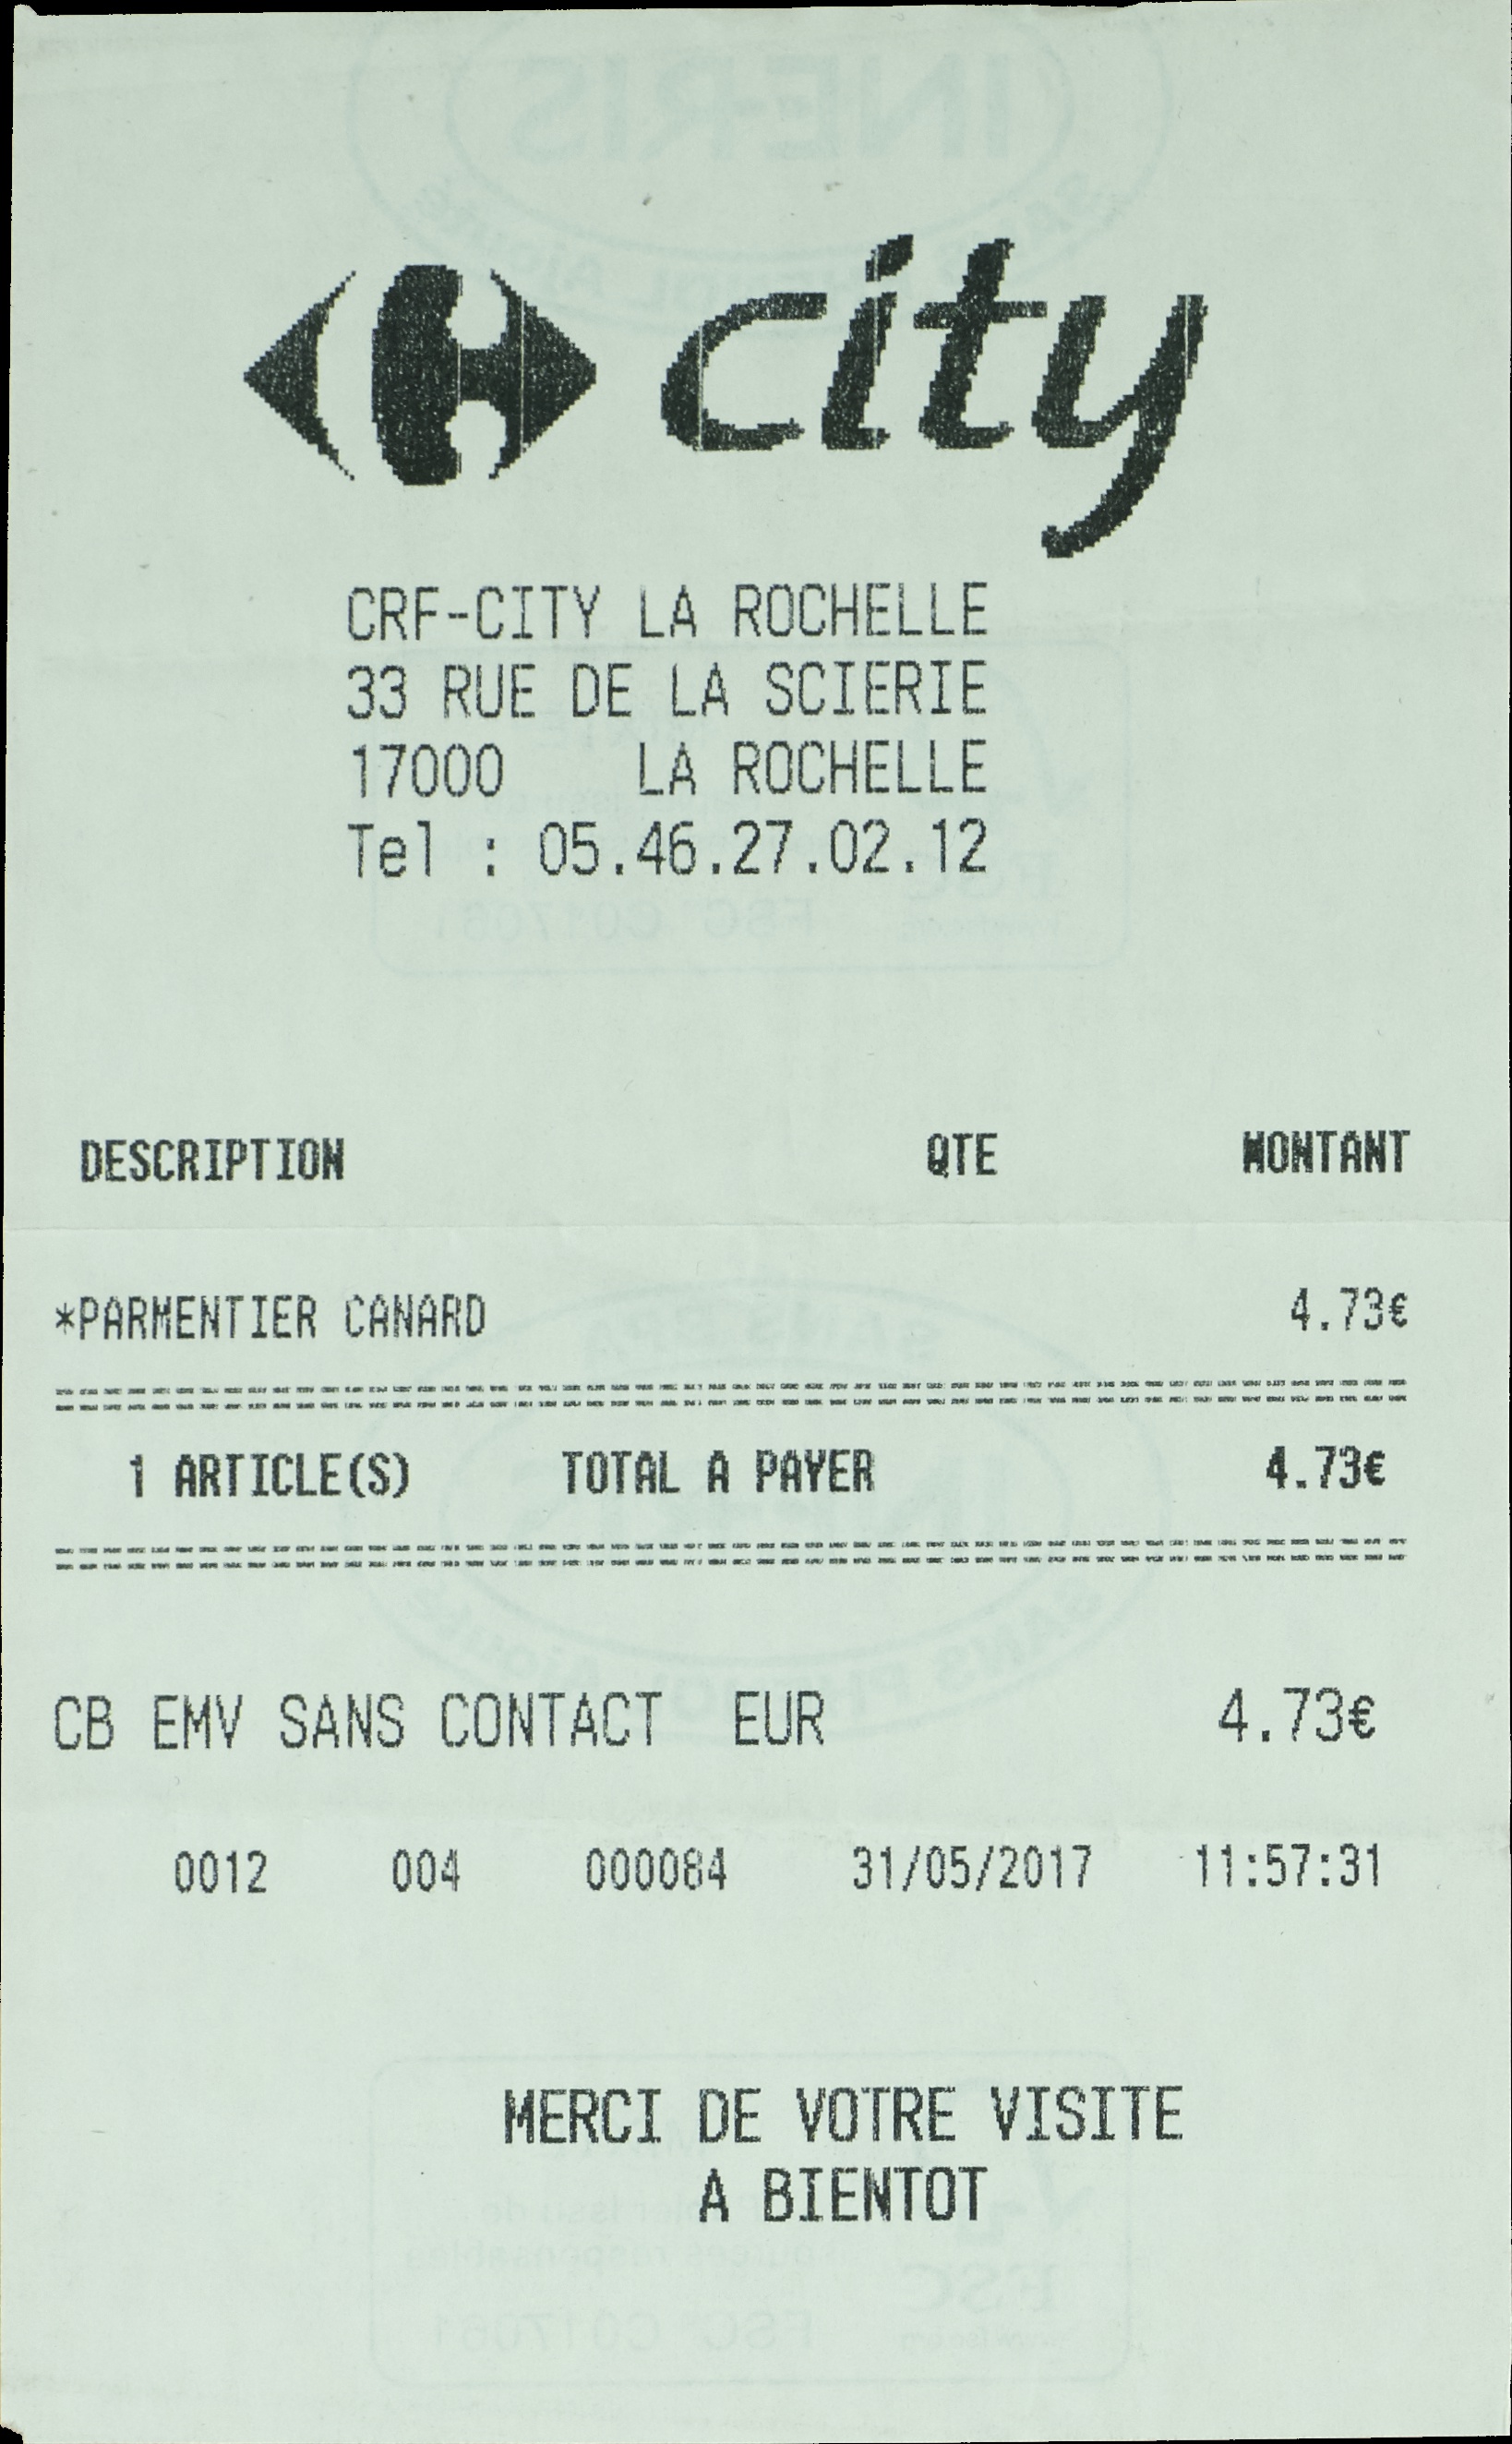 city
CRF-CITY LA ROCHELLE
33 RUE DE LA SCIERIE
17000 LA ROCHELLE
Tel : 05.46.27.02.12
DESCRIPTION QTE MONTANT
*PARMENTIER CANARD 4.73€
1 ARTICLE(S) TOTAL A PAYER 4.73€
CB EMV SANS CONTACT EUR 4.73€
0012 004 000084 31/05/2017 11:57:31
MERCI DE VOTRE VISITE
A BIENTOT